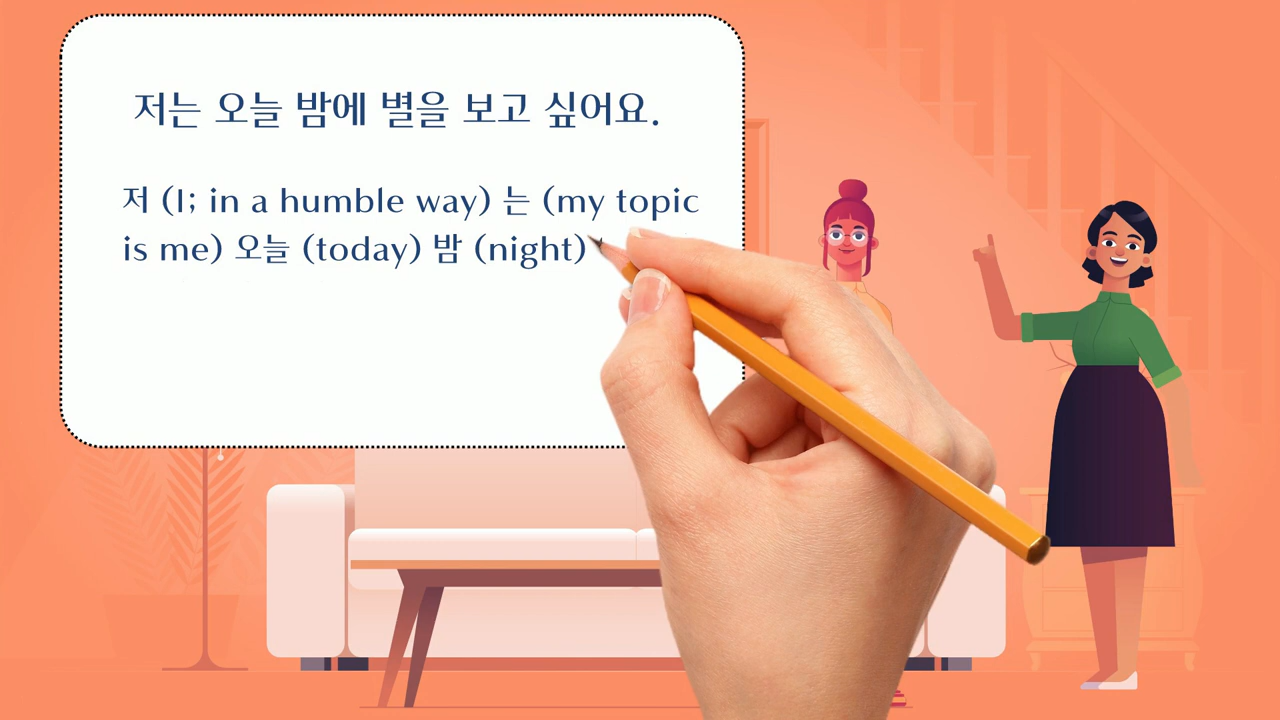 저는 오늘 밤에 별을 보고 싶어요.
저 (I; in a humble way) 는 (my topic
is me) 오늘 (today) 밤 (night)